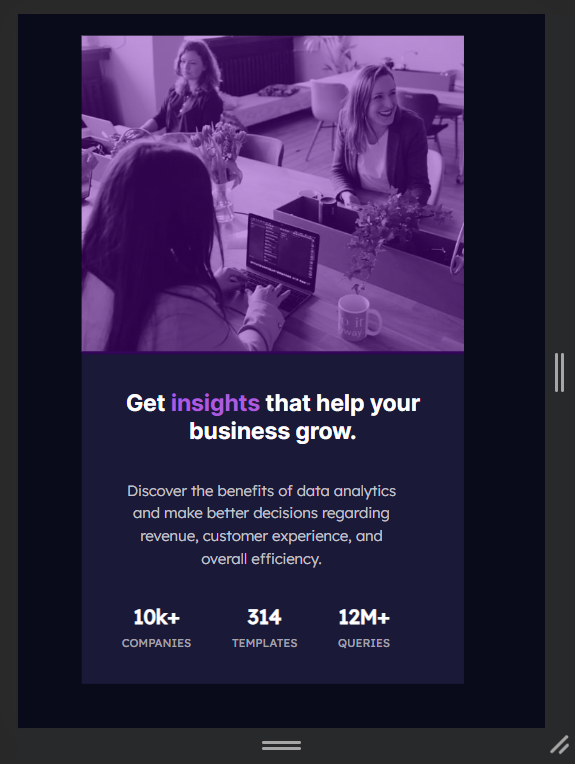 Get insights that help your
business grow.
Discover the benefits of data analytics
and make better decisions regarding
revenue, customer experience, and
overall efficiency.
10k+ 314 12M+
COMPANIES TEMPLATES QUERIES